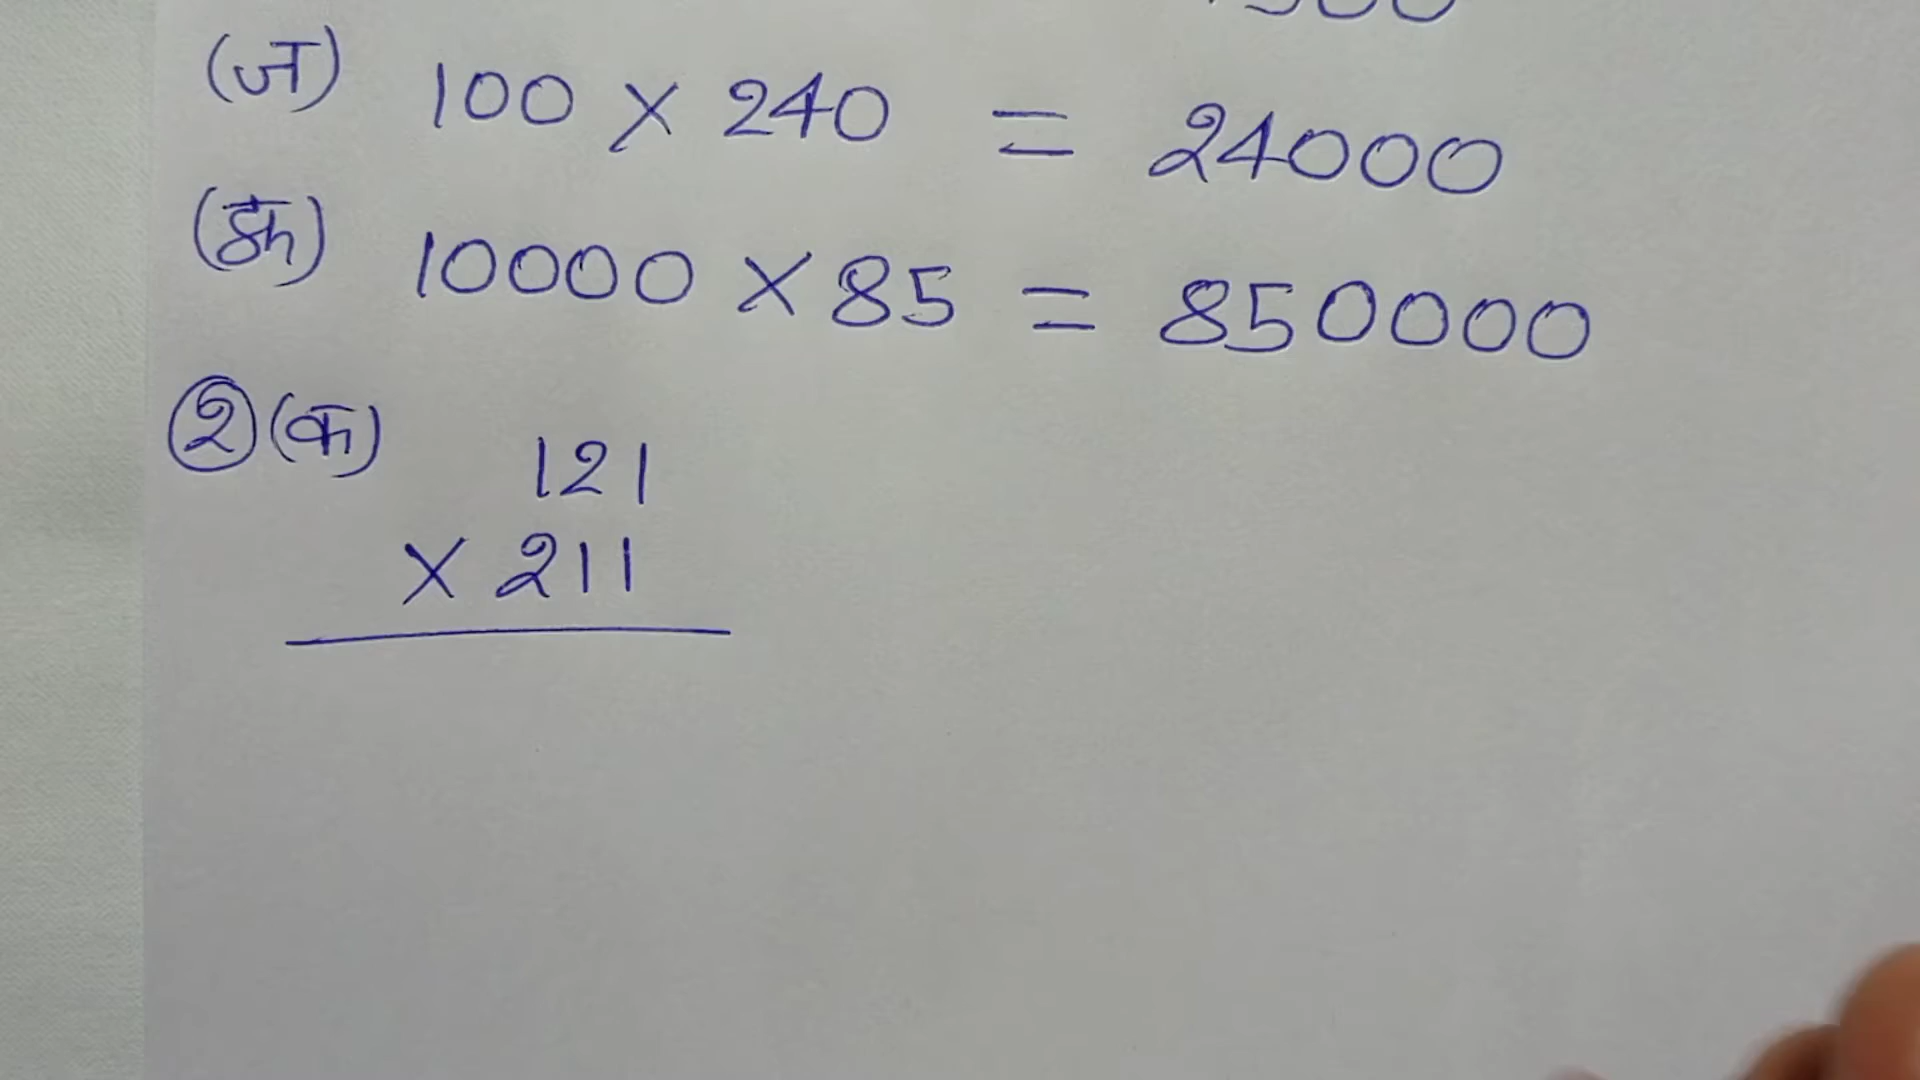 (ज) 100 × 240 = 24000
(झ) 10000 × 85 = 850000
② (क) 121
× 211